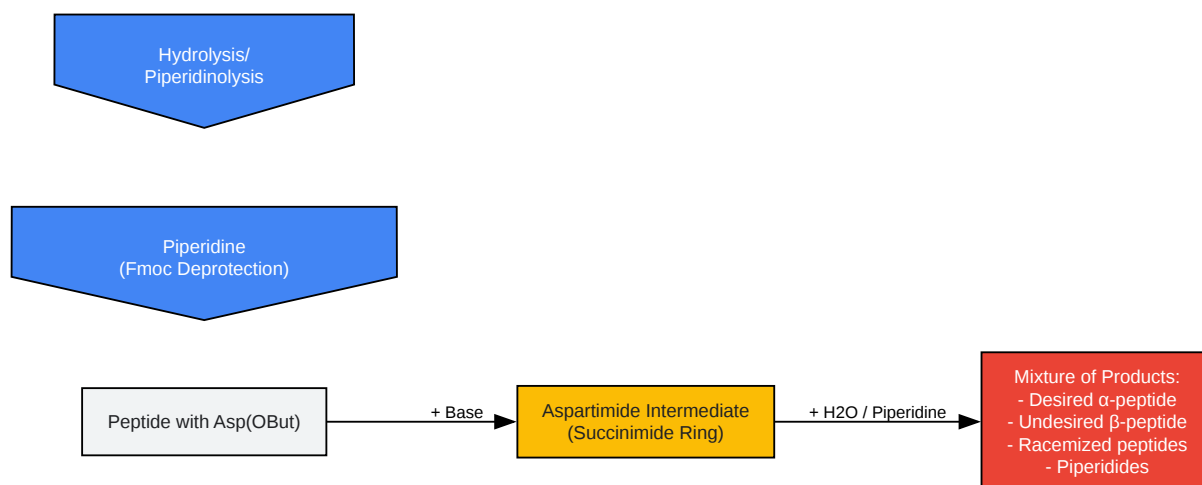 Hydrolysis/
Piperidinolysis
Piperidine
(Fmoc Deprotection)
Peptide with Asp(OBut)
+ Base
Aspartimide Intermediate
(Succinimide Ring)
+ H2O / Piperidine
Mixture of Products:
- Desired α-peptide
- Undesired β-peptide
- Racemized peptides
- Piperidides